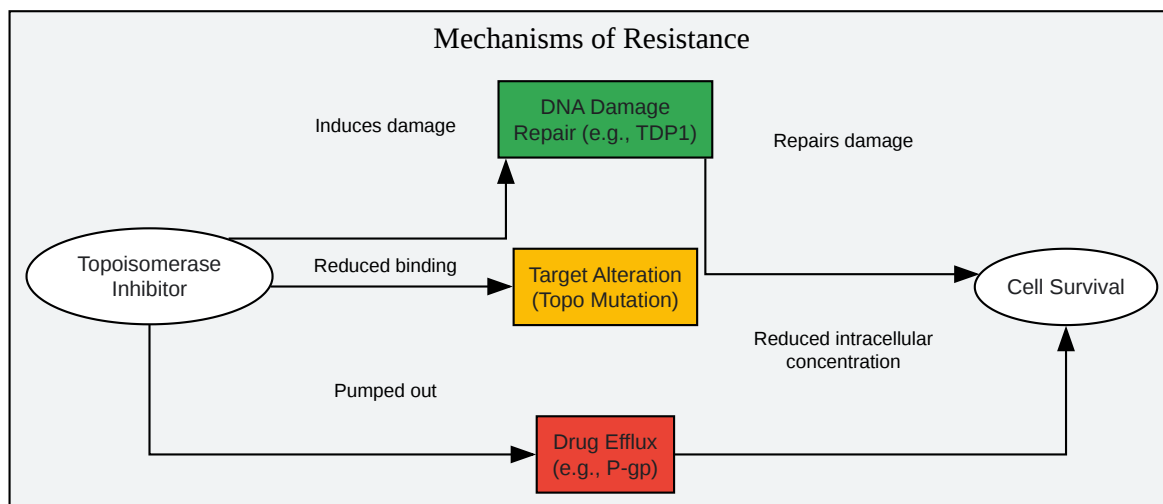 Mechanisms of Resistance
DNA Damage
Repair (e.g., TDP1)
Induces damage
Repairs damage
Topoisomerase
Inhibitor
Reduced binding
Target Alteration
(Topo Mutation)
Cell Survival
Reduced intracellular
concentration
Pumped out
Drug Efflux
(e.g., P-gp)